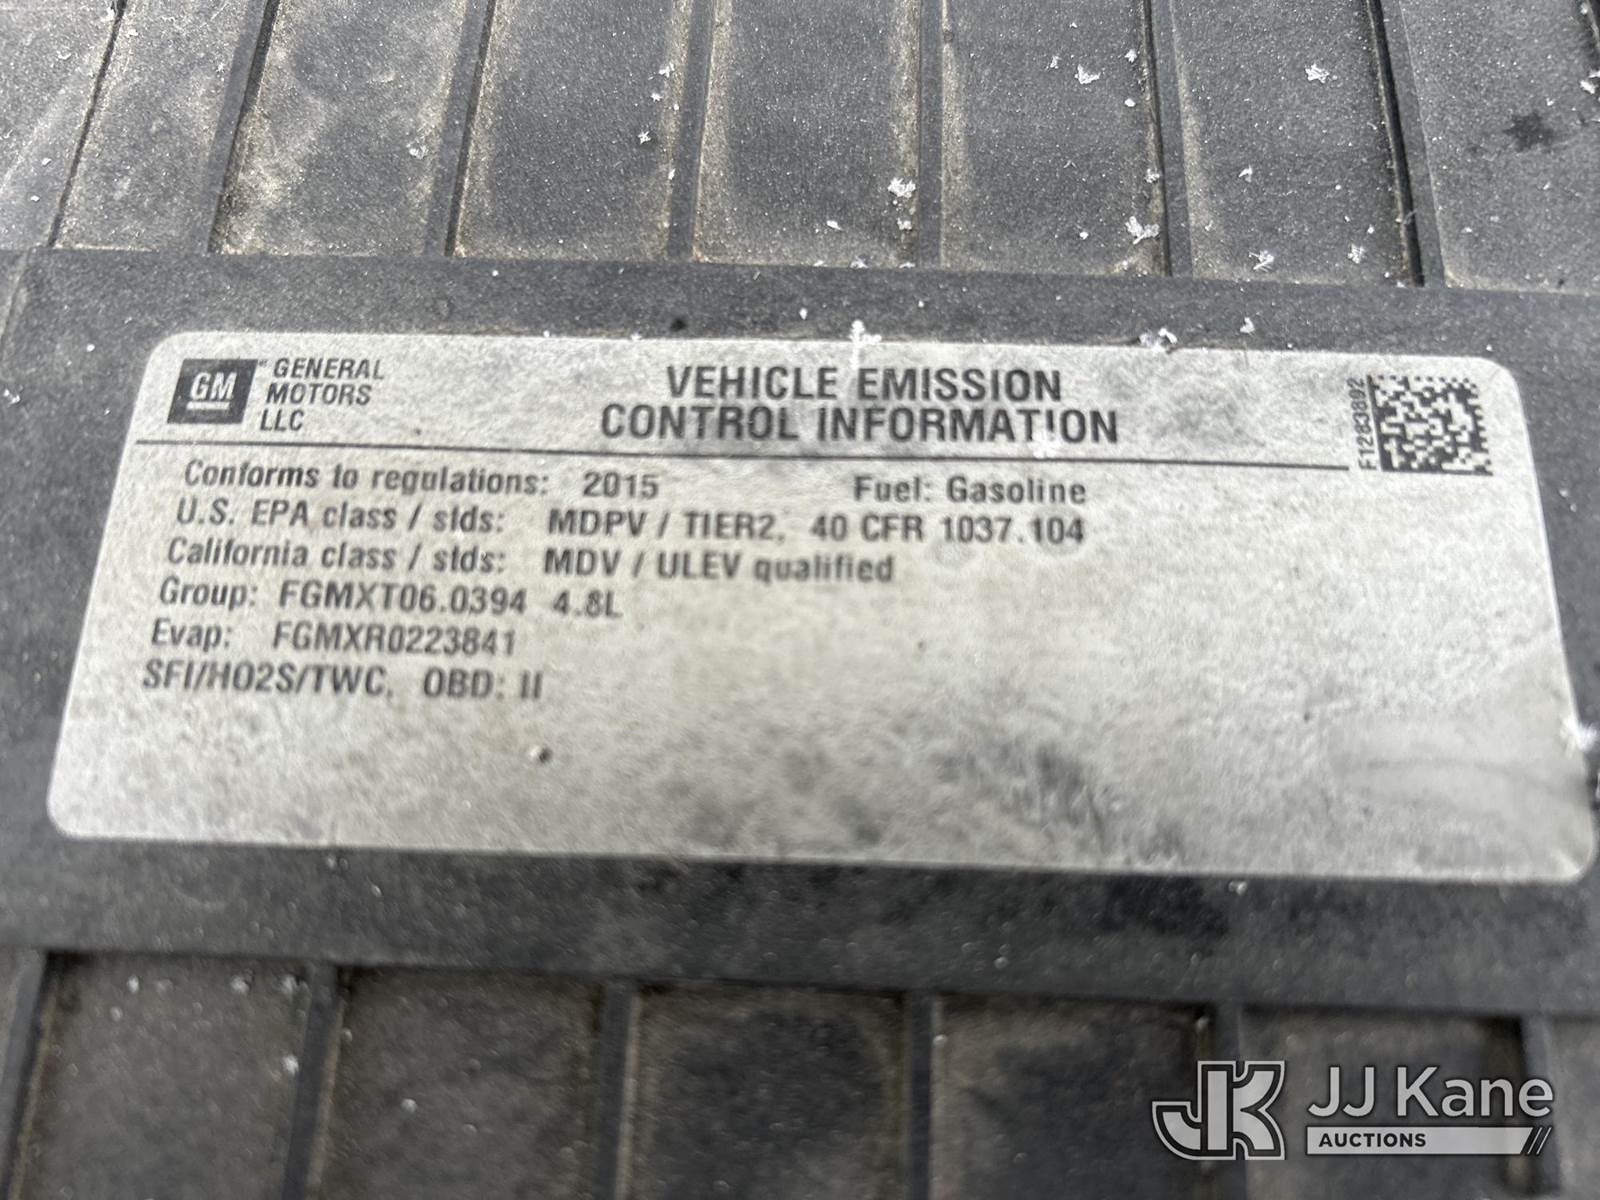 GM
GENERAL
MOTORS
LLC
VEHICLE EMISSION
CONTROL INFORMATION
F1283892
Conforms to regulations: 2015 Fuel: Gasoline
U.S. EPA class / stds: MDPV / TIER2, 40 CFR 1037.104
California class / stds: MDV / ULEV qualified
Group: FGMXT06.0394 4.8L
Evap: FGMXR0223841
SFI/HO2S/TWC, OBD: II
JK JJ Kane
AUCTIONS